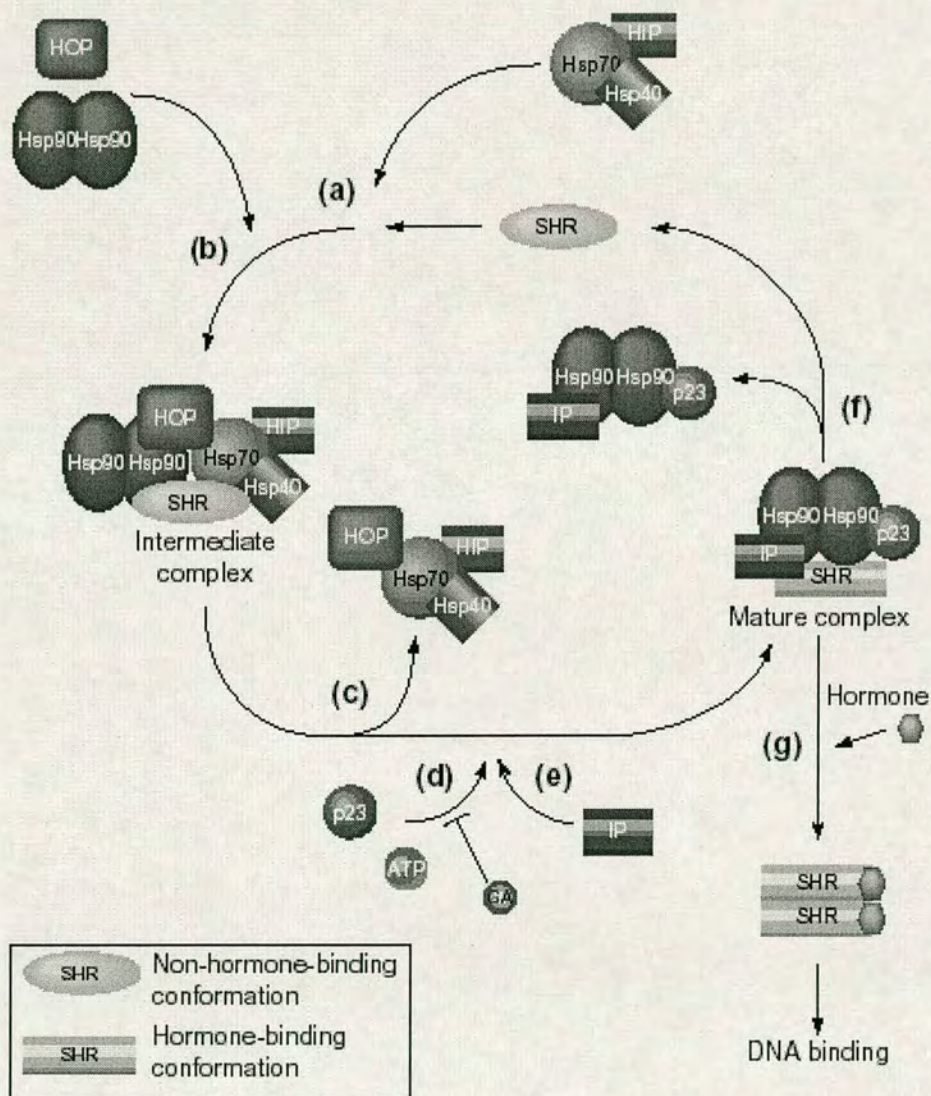 HOP
HIP
Hsp70
Hsp40
Hsp90 Hsp90
(a)
SHR
(b)
HOP
HIP
Hsp90 Hsp90 Hsp70
Hsp40
SHR
Intermediate
complex
Hsp90 Hsp90 p23
IP
(f)
HOP
HIP
Hsp70
Hsp40
Hsp90 Hsp90 p23
IP
SHR
Mature complex
(c)
Hormone
(g)
(d)
(e)
p23
IP
ATP
GA
SHR
SHR
SHR Non-hormone-binding
conformation
SHR Hormone-binding
conformation
DNA binding